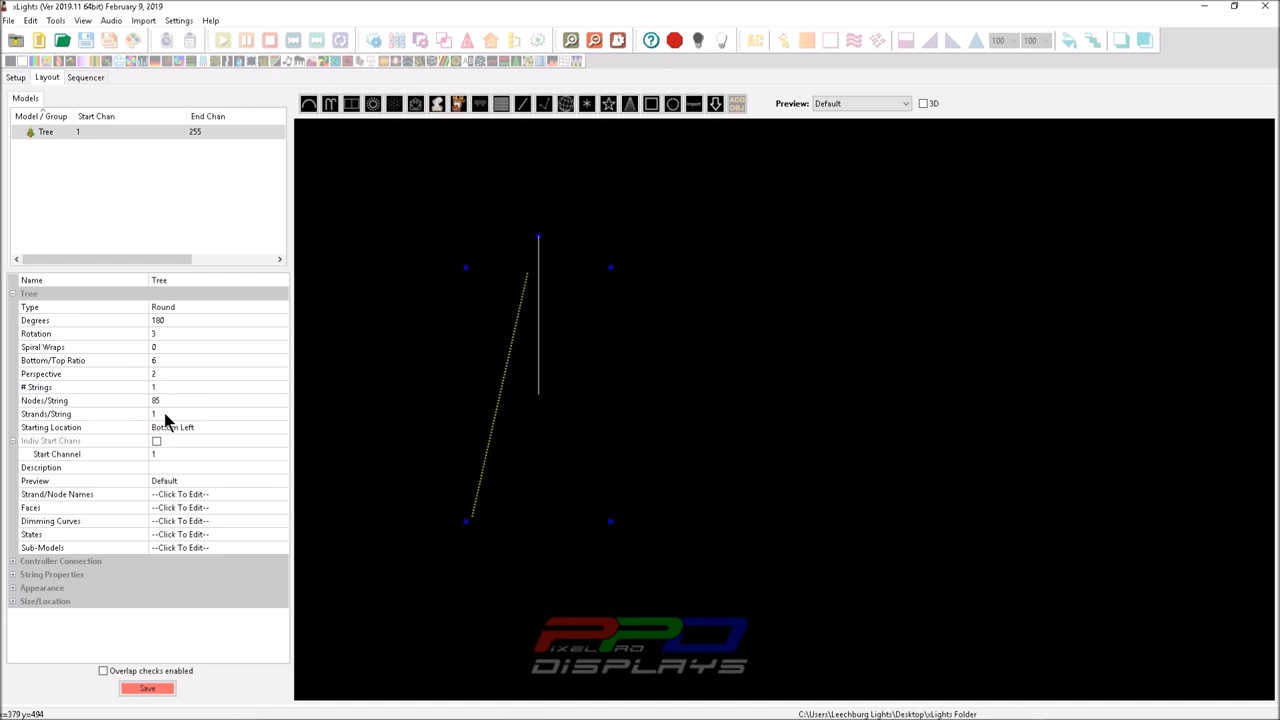 xLights (Ver 2019.11 64bit) February 9, 2019
File Edit Tools View Audio Import Settings Help
100 100
Setup Layout Sequencer
ADD OBJ
Preview: Default 3D
Models
Model / Group Start Chan End Chan
Tree 1 255
Name Tree
Tree
Type Round
Degrees 180
Rotation 3
Spiral Wraps 0
Bottom/Top Ratio 6
Perspective 2
# Strings 1
Nodes/String 85
Strands/String 1
Starting Location Bottom Left
Indiv Start Chans
Start Channel 1
Description
Preview Default
Strand/Node Names --Click To Edit--
Faces --Click To Edit--
Dimming Curves --Click To Edit--
States --Click To Edit--
Sub-Models --Click To Edit--
Controller Connection
String Properties
Appearance
Size/Location
PIXEL PRO DISPLAYS
Overlap checks enabled
Save
x=379 y=494
C:\Users\Leechburg Lights\Desktop\xLights Folder